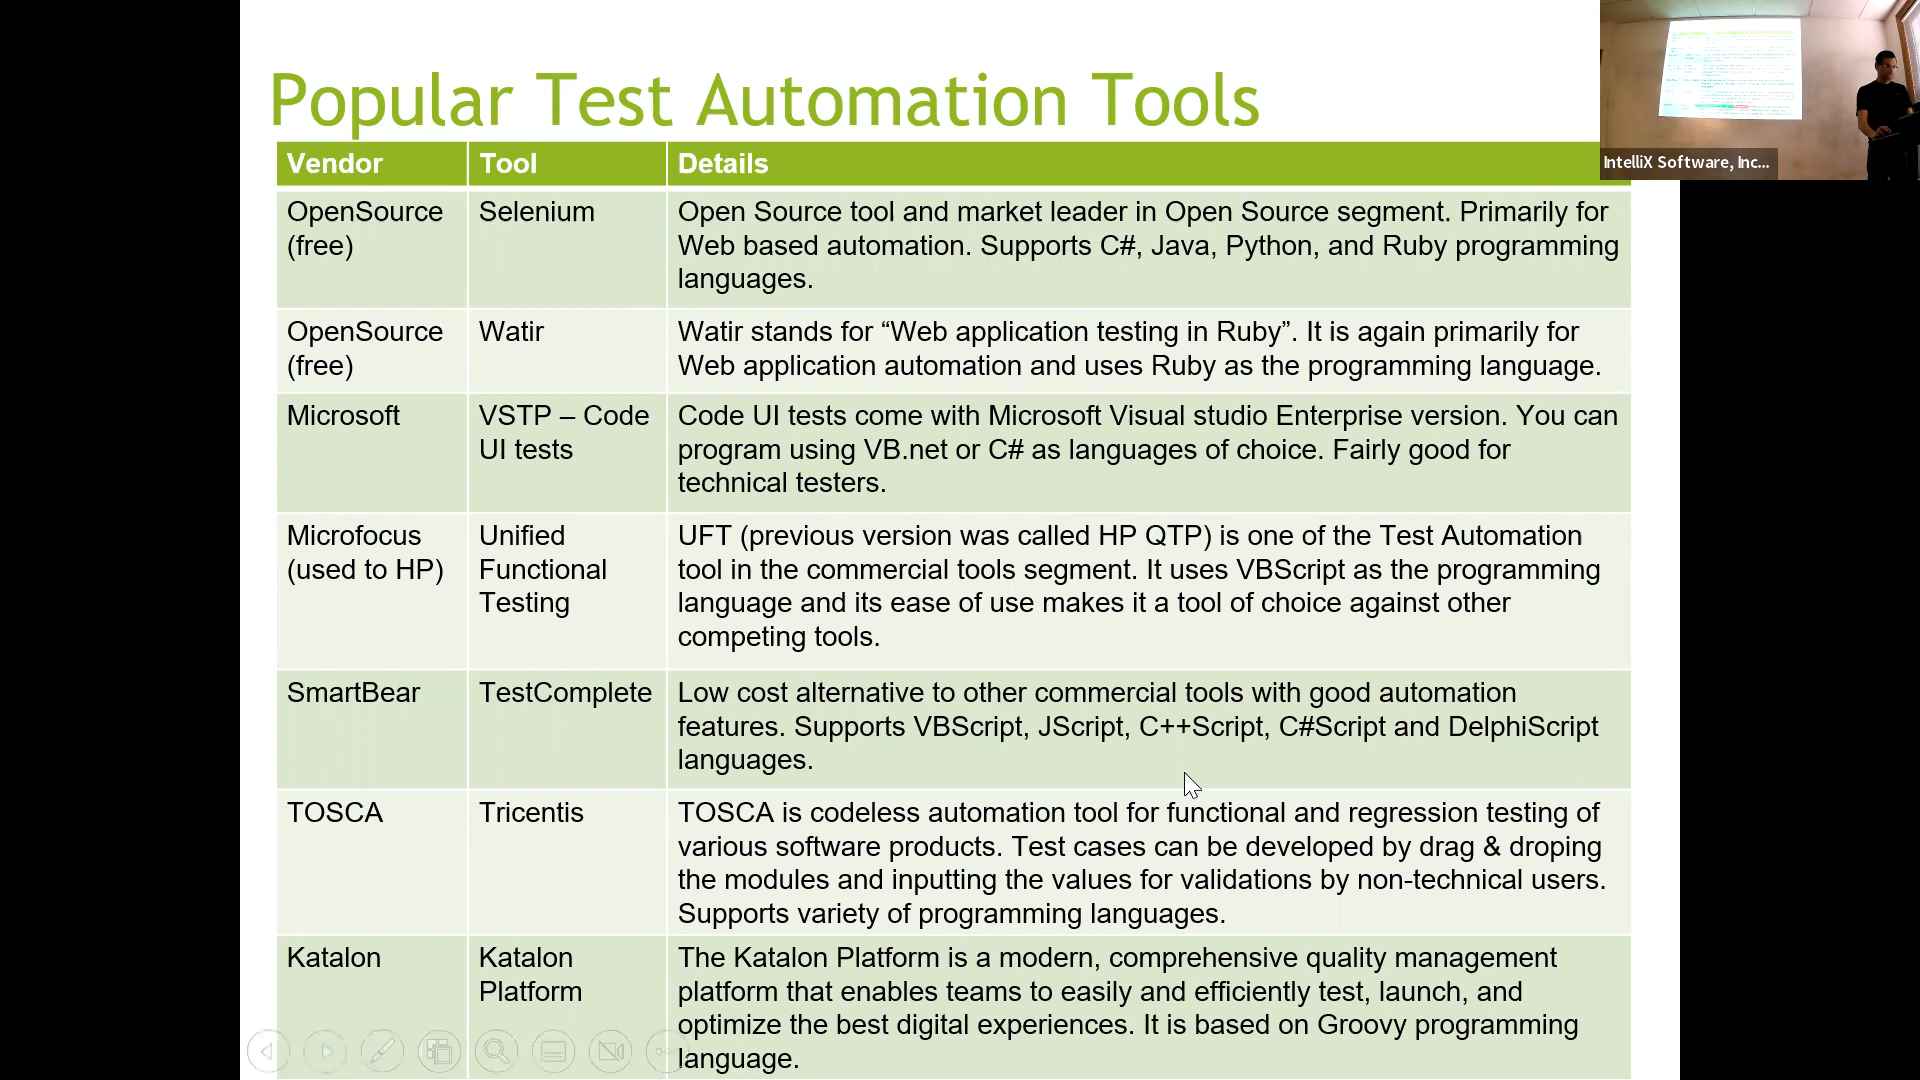 Popular Test Automation Tools
IntelliX Software, Inc...
Vendor
Tool
Details
OpenSource
(free)
Selenium
Open Source tool and market leader in Open Source segment. Primarily for
Web based automation. Supports C#, Java, Python, and Ruby programming
languages.
OpenSource
(free)
Watir
Watir stands for “Web application testing in Ruby”. It is again primarily for
Web application automation and uses Ruby as the programming language.
Microsoft
VSTP – Code
UI tests
Code UI tests come with Microsoft Visual studio Enterprise version. You can
program using VB.net or C# as languages of choice. Fairly good for
technical testers.
Microfocus
(used to HP)
Unified
Functional
Testing
UFT (previous version was called HP QTP) is one of the Test Automation
tool in the commercial tools segment. It uses VBScript as the programming
language and its ease of use makes it a tool of choice against other
competing tools.
SmartBear
TestComplete
Low cost alternative to other commercial tools with good automation
features. Supports VBScript, JScript, C++Script, C#Script and DelphiScript
languages.
TOSCA
Tricentis
TOSCA is codeless automation tool for functional and regression testing of
various software products. Test cases can be developed by drag & droping
the modules and inputting the values for validations by non-technical users.
Supports variety of programming languages.
Katalon
Katalon
Platform
The Katalon Platform is a modern, comprehensive quality management
platform that enables teams to easily and efficiently test, launch, and
optimize the best digital experiences. It is based on Groovy programming
language.